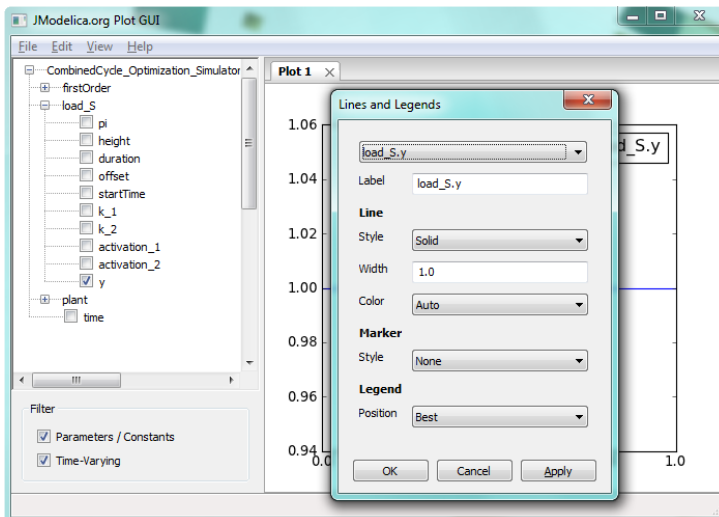 JModelica.org Plot GUI
File Edit View Help
CombinedCycle_Optimization_Simulator
firstOrder
load_S
pi
height
duration
offset
startTime
k_1
k_2
activation_1
activation_2
y
plant
time
Filter
Parameters / Constants
Time-Varying
Plot 1
1.06
1.04
1.02
1.00
0.98
0.96
0.94
0.0
1.0
d_S.y
Lines and Legends
load_S.y
Label load_S.y
Line
Style Solid
Width 1.0
Color Auto
Marker
Style None
Legend
Position Best
OK Cancel Apply